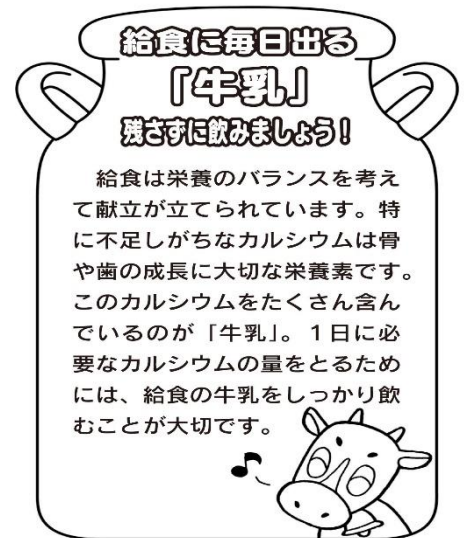 給食に毎日出る
「牛乳」
残さずに飲みましょう！
　給食は栄養のバランスを考え
て献立が立てられています。特
に不足しがちなカルシウムは骨
や歯の成長に大切な栄養素です。
このカルシウムをたくさん含ん
でいるのが「牛乳」。１日に必
要なカルシウムの量をとるため
には、給食の牛乳をしっかり飲
むことが大切です。